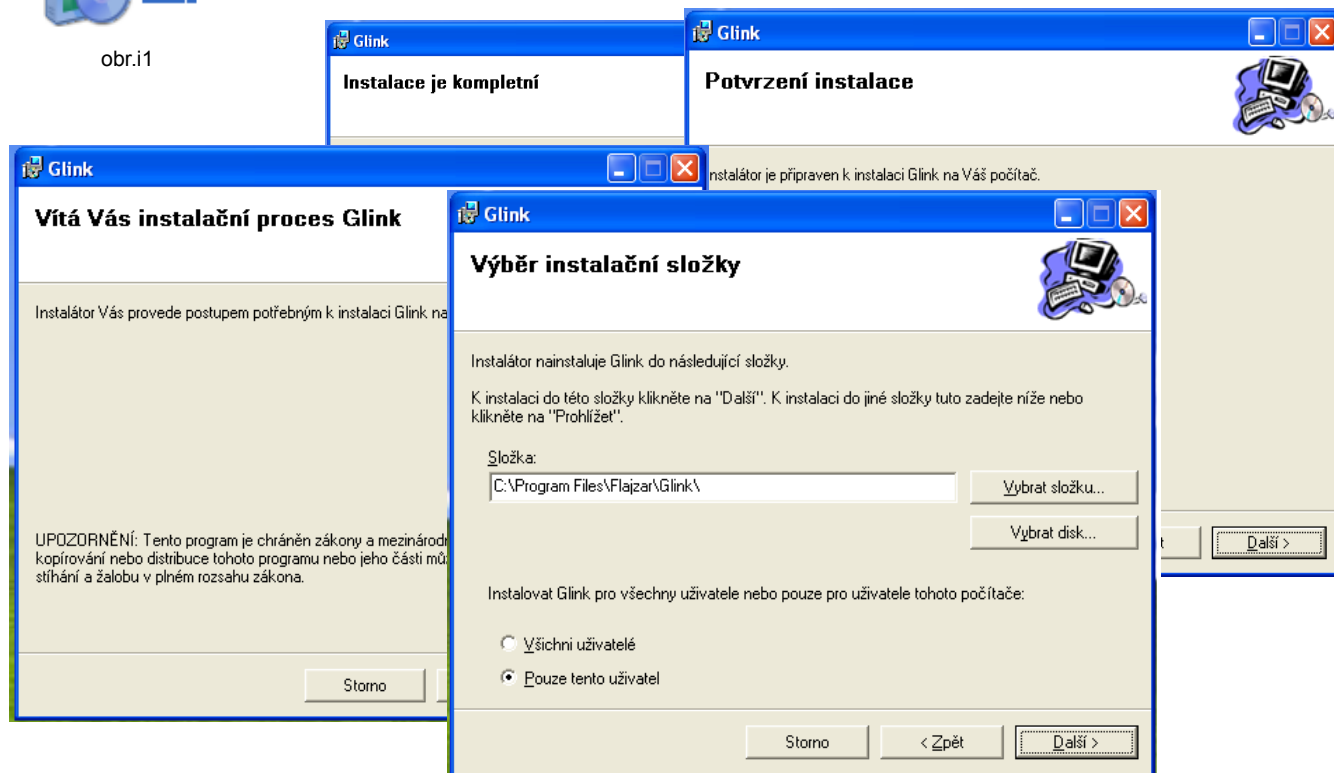 obr.i1
Glink
Instalace je kompletní
Glink
Potvrzení instalace
nstalátor je připraven k instalaci Glink na Váš počítač.
Další >
Glink
Vítá Vás instalační proces Glink
Instalátor Vás provede postupem potřebným k instalaci Glink na
UPOZORNĚNÍ: Tento program je chráněn zákony a mezinárodn
kopírování nebo distribuce tohoto programu nebo jeho části mů
stíhání a žalobu v plném rozsahu zákona.
Storno
Glink
Výběr instalační složky
Instalátor nainstaluje Glink do následující složky.
K instalaci do této složky klikněte na "Další". K instalaci do jiné složky tuto zadejte níže nebo
klikněte na "Prohlížet".
Složka:
C:\Program Files\Flajzar\Glink\
Vybrat složku...
Vybrat disk...
Instalovat Glink pro všechny uživatele nebo pouze pro uživatele tohoto počítače:
Všichni uživatelé
Pouze tento uživatel
Storno
< Zpět
Další >